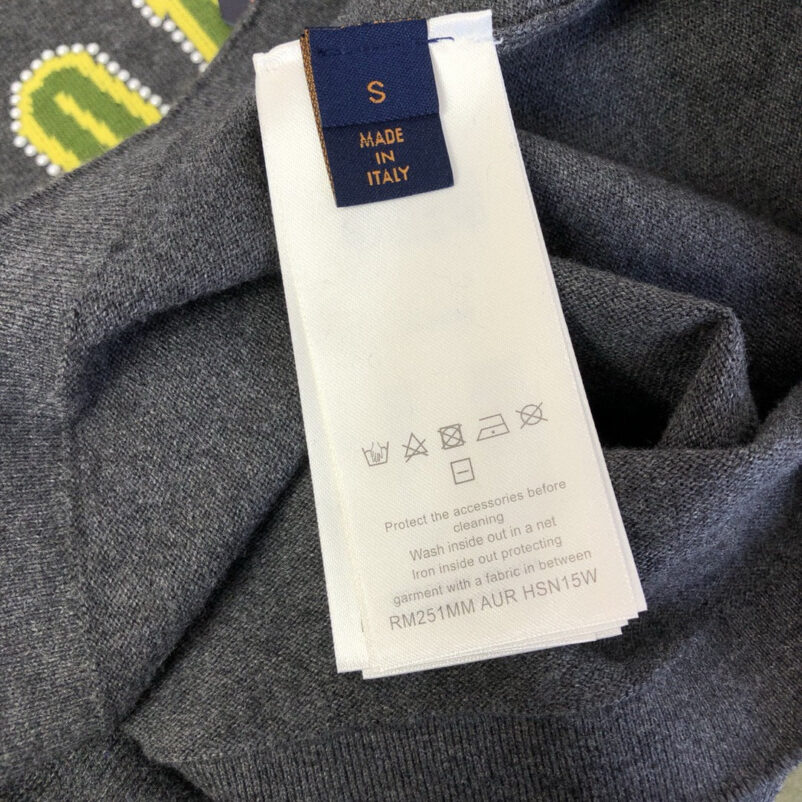 S
MADE
IN
ITALY
Protect the accessories before
cleaning
Wash inside out in a net
Iron inside out protecting
garment with a fabric in between
RM251MM AUR HSN15W